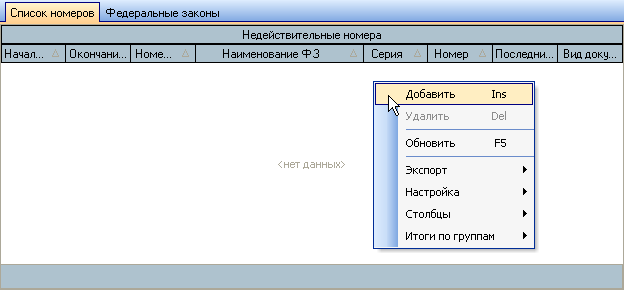 Список номеров Федеральные законы
Недействительные номера
Начал... Окончани... Номе... Наименование ФЗ Серия Номер Последни... Вид доку...
Добавить Ins
Удалить Del
Обновить F5
<нет данных>
Экспорт
Настройка
Столбцы
Итоги по группам